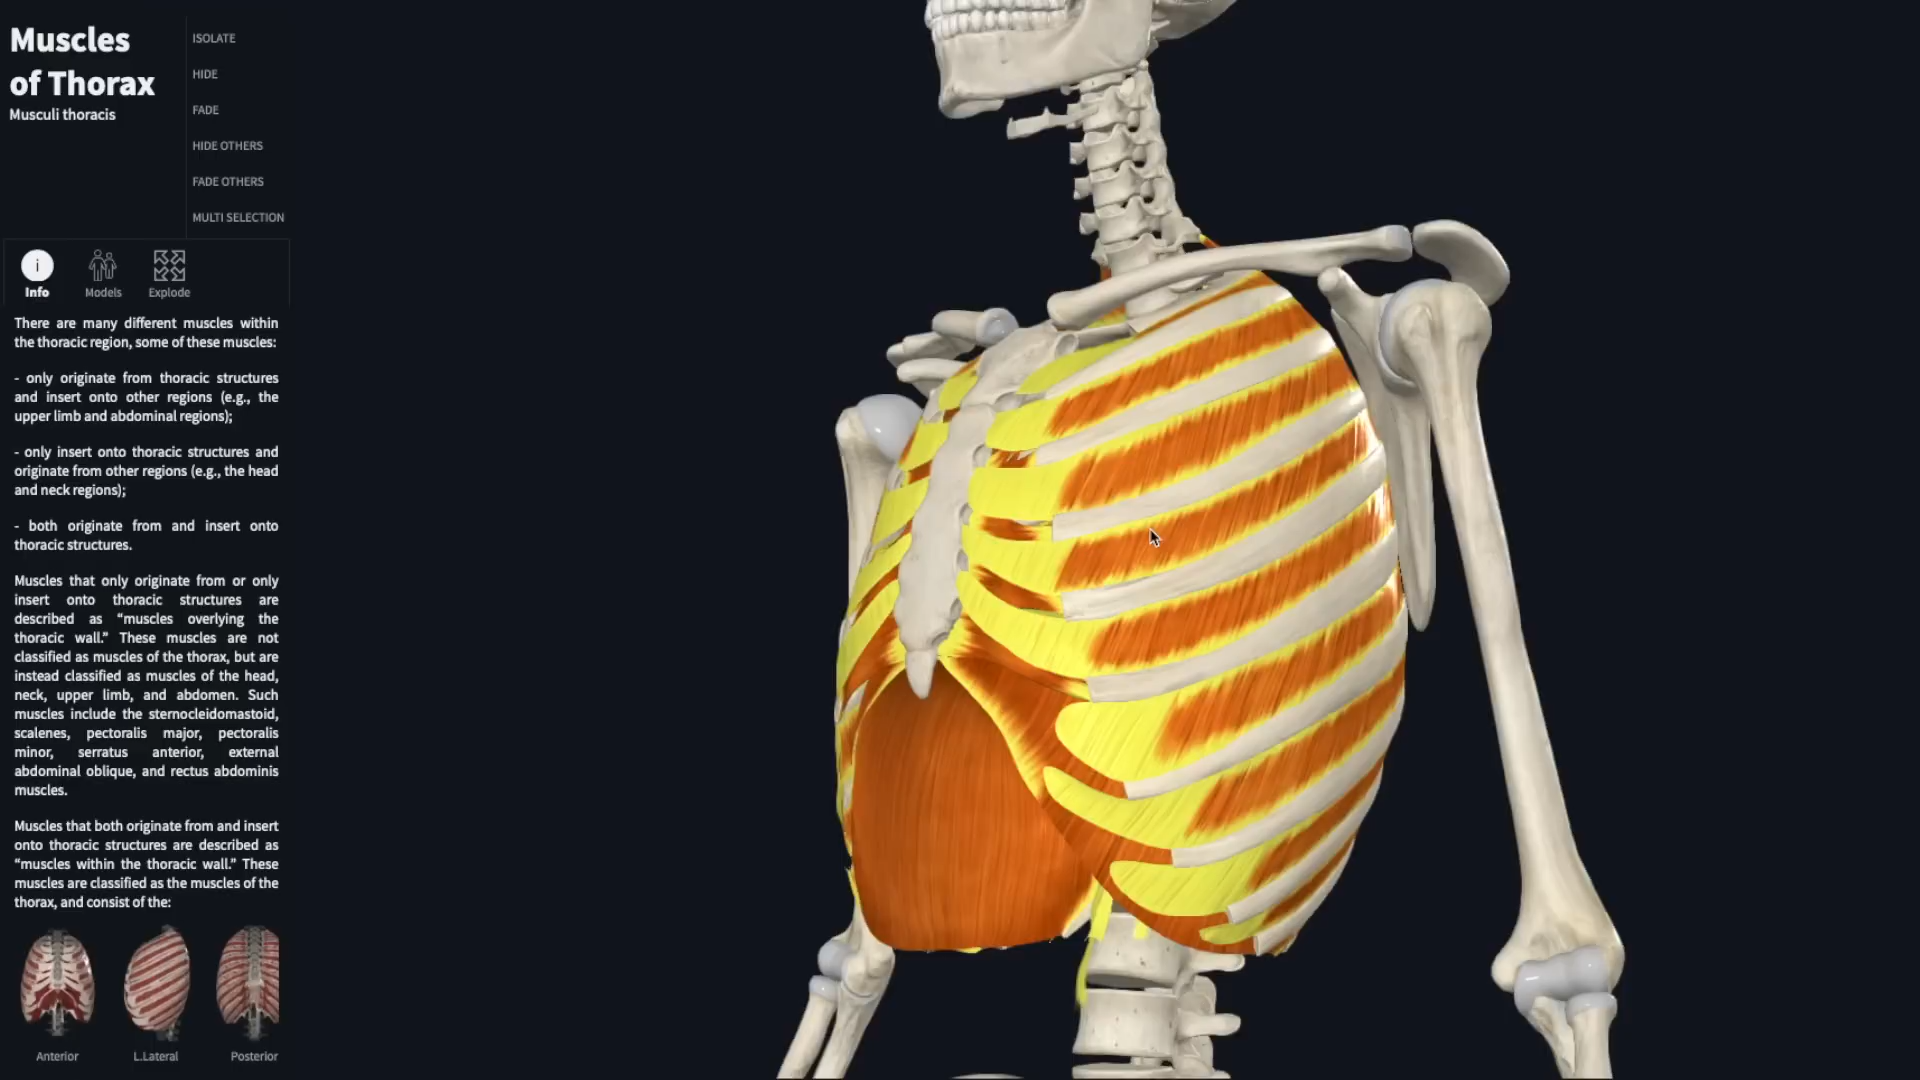 Muscles
of Thorax
Musculi thoracis
ISOLATE
HIDE
FADE
HIDE OTHERS
FADE OTHERS
MULTI SELECTION
i
Info
Models
Explode
There are many different muscles within
the thoracic region, some of these muscles:
- only originate from thoracic structures
and insert onto other regions (e.g., the
upper limb and abdominal regions);
- only insert onto thoracic structures and
originate from other regions (e.g., the head
and neck regions);
- both originate from and insert onto
thoracic structures.
Muscles that only originate from or only
insert onto thoracic structures are
described as “muscles overlying the
thoracic wall.” These muscles are not
classified as muscles of the thorax, but are
instead classified as muscles of the head,
neck, upper limb, and abdomen. Such
muscles include the sternocleidomastoid,
scalenes, pectoralis major, pectoralis
minor, serratus anterior, external
abdominal oblique, and rectus abdominis
muscles.
Muscles that both originate from and insert
onto thoracic structures are described as
“muscles within the thoracic wall.” These
muscles are classified as the muscles of the
thorax, and consist of the:
Anterior
L.Lateral
Posterior